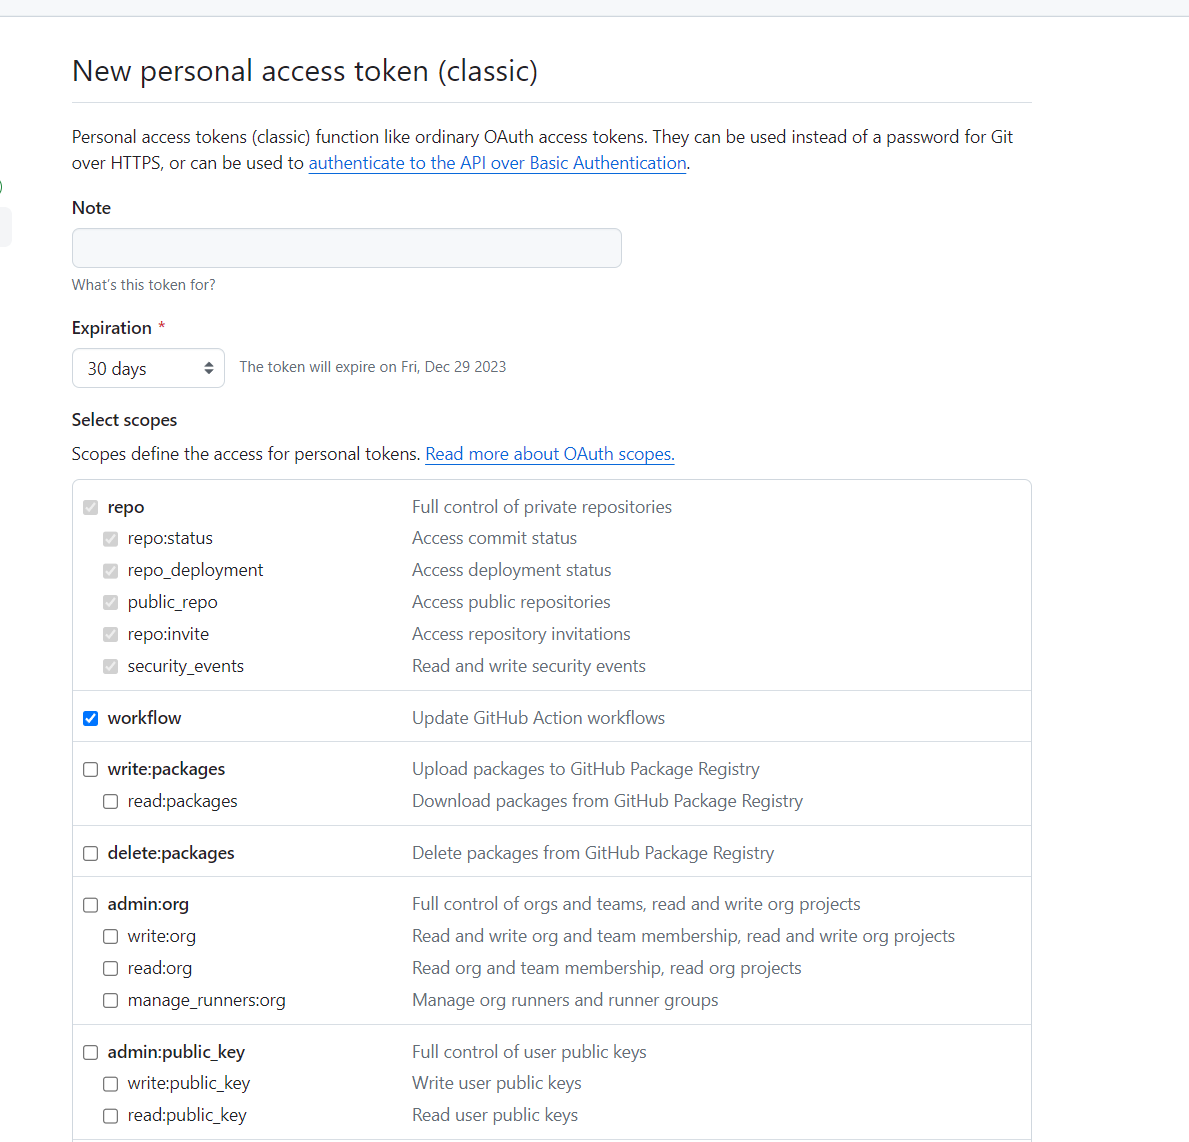 New personal access token (classic)
Personal access tokens (classic) function like ordinary OAuth access tokens. They can be used instead of a password for Git
over HTTPS, or can be used to authenticate to the API over Basic Authentication.
Note
What's this token for?
Expiration *
30 days The token will expire on Fri, Dec 29 2023
Select scopes
Scopes define the access for personal tokens. Read more about OAuth scopes.
repo Full control of private repositories
repo:status Access commit status
repo_deployment Access deployment status
public_repo Access public repositories
repo:invite Access repository invitations
security_events Read and write security events
workflow Update GitHub Action workflows
write:packages Upload packages to GitHub Package Registry
read:packages Download packages from GitHub Package Registry
delete:packages Delete packages from GitHub Package Registry
admin:org Full control of orgs and teams, read and write org projects
write:org Read and write org and team membership, read and write org projects
read:org Read org and team membership, read org projects
manage_runners:org Manage org runners and runner groups
admin:public_key Full control of user public keys
write:public_key Write user public keys
read:public_key Read user public keys